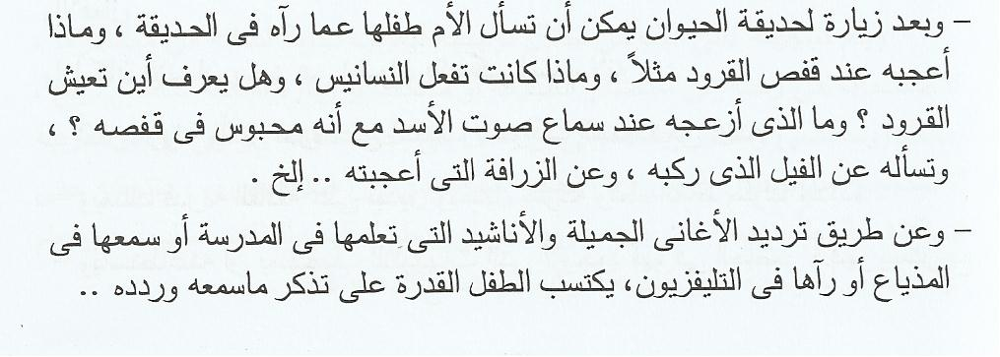 – وبعد زيارة لحديقة الحيوان يمكن أن تسأل الأم طفلها عما رآه فى الحديقة ، وماذا
أعجبه عند قفص القرود مثلاً ، وماذا كانت تفعل النسانيس ، وهل يعرف أين تعيش
القرود ؟ وما الذى أزعجه عند سماع صوت الأسد مع أنه محبوس فى قفصه ؟ ،
وتسأله عن الفيل الذى ركبه ، وعن الزرافة التى أعجبته .. إلخ .
– وعن طريق ترديد الأغانى الجميلة والأناشيد التى تعلمها فى المدرسة أو سمعها فى
المذياع أو رآها فى التليفزيون، يكتسب الطفل القدرة على تذكر ماسمعه وردده ..